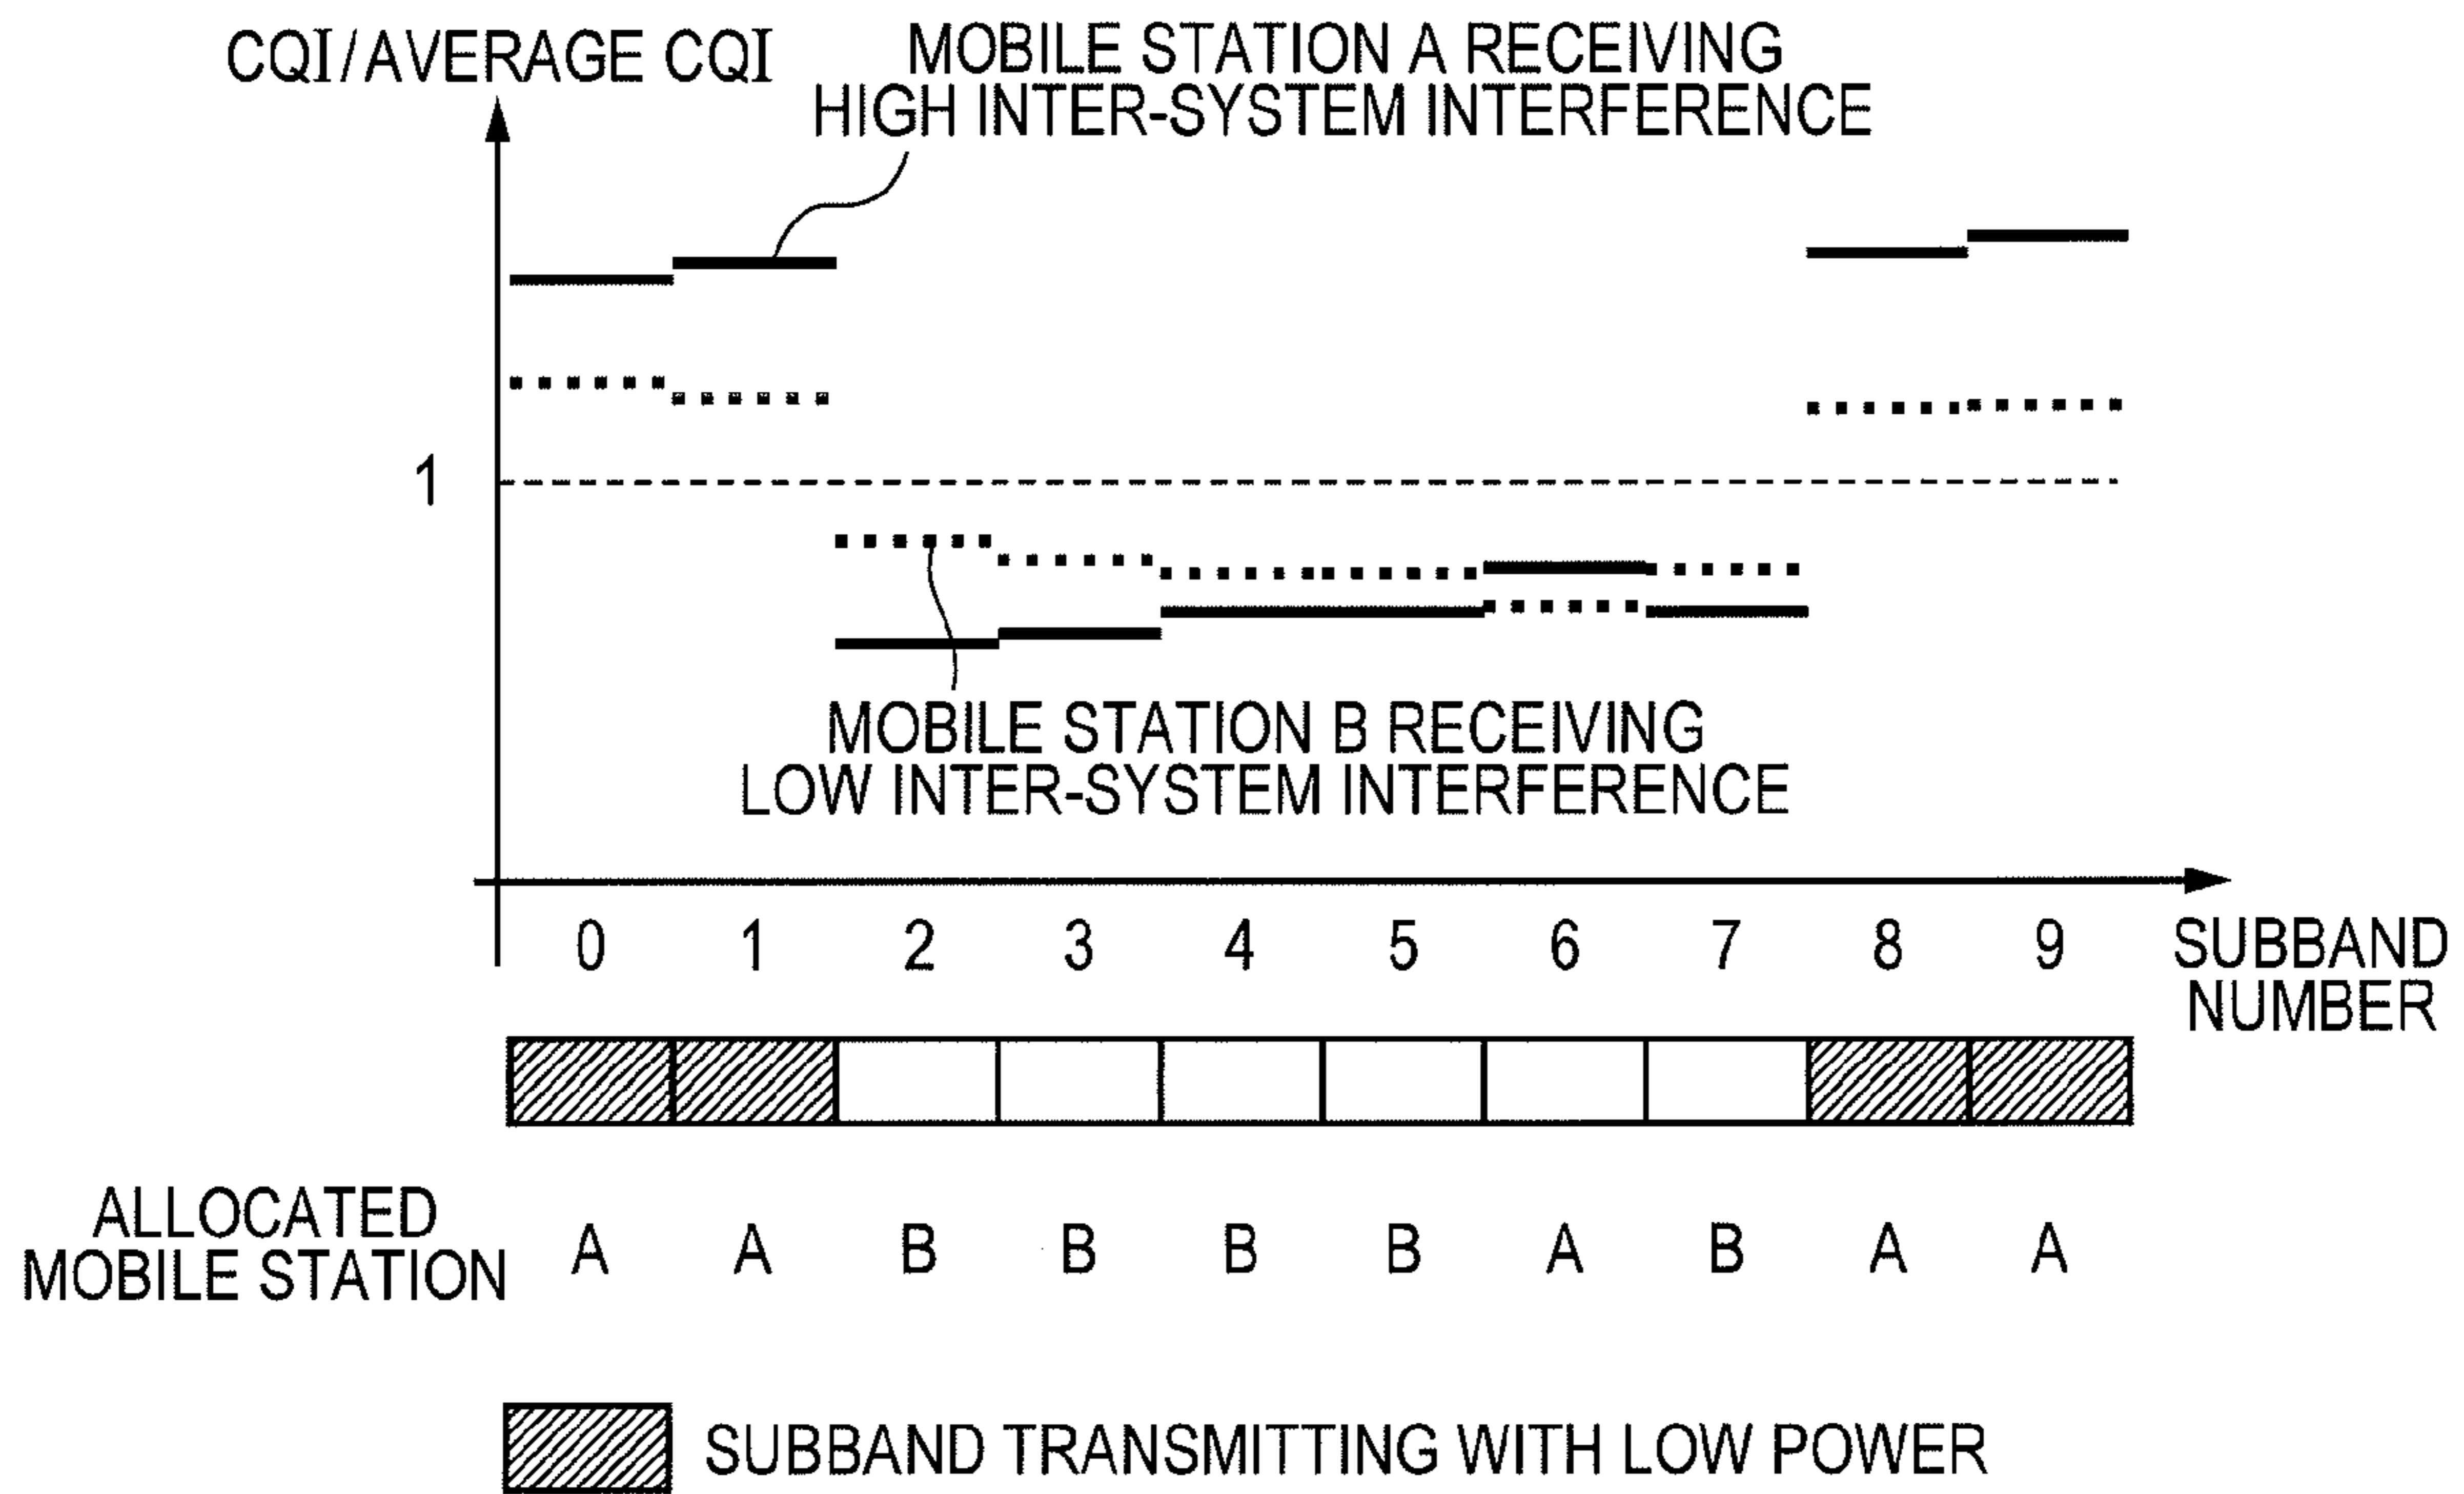 CQI/AVERAGE CQI
MOBILE STATION A RECEIVING
HIGH INTER-SYSTEM INTERFERENCE
1
MOBILE STATION B RECEIVING
LOW INTER-SYSTEM INTERFERENCE
0 1 2 3 4 5 6 7 8 9
SUBBAND
NUMBER
ALLOCATED
MOBILE STATION
A A B B B B A B A A
SUBBAND TRANSMITTING WITH LOW POWER